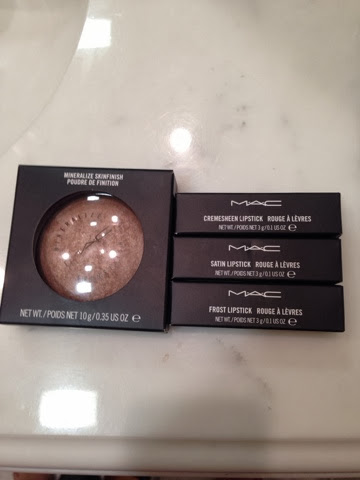 MINERALIZE SKINFINISH
POUDRE DE FINITION
NET WT. / POIDS NET 10 g / 0.35 US OZ e
MAC
CREMESHEEN LIPSTICK ROUGE À LÈVRES
NET WT. / POIDS NET 3 g / 0.1 US OZ e
MAC
SATIN LIPSTICK ROUGE À LÈVRES
NET WT. / POIDS NET 3 g / 0.1 US OZ e
MAC
FROST LIPSTICK ROUGE À LÈVRES
NET WT. / POIDS NET 3 g / 0.1 US OZ e